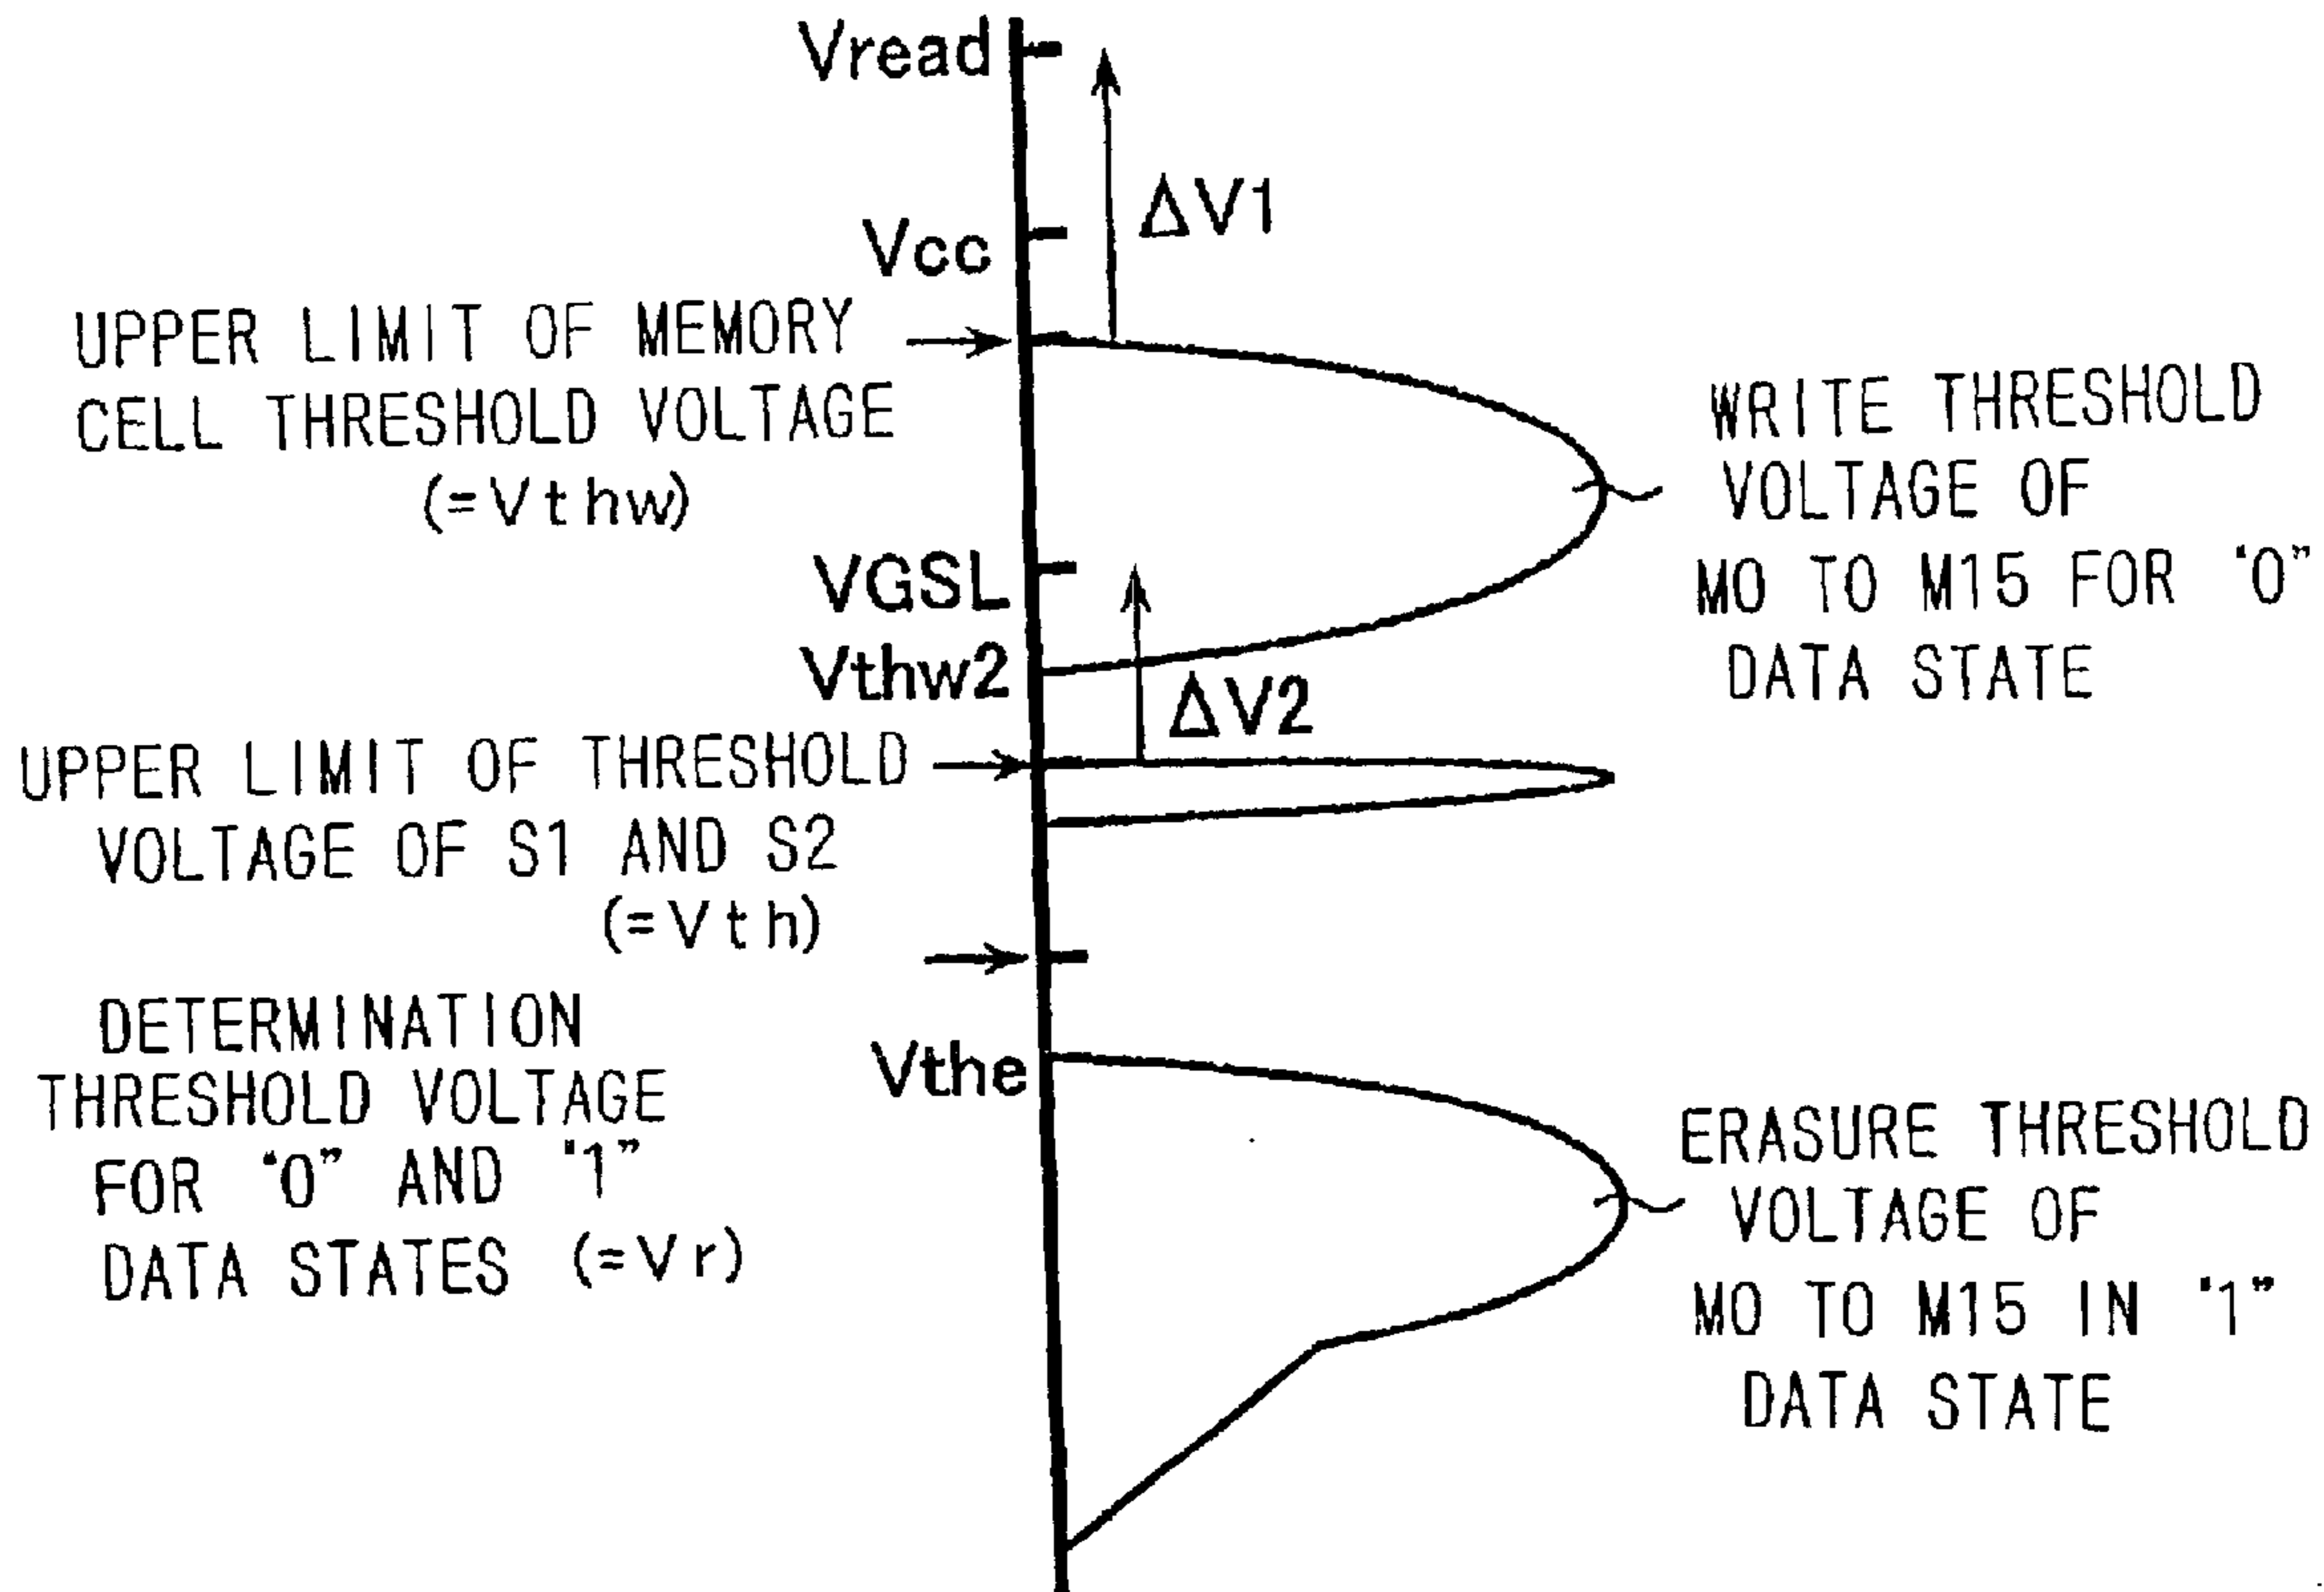 Vread
ΔV1
Vcc
UPPER LIMIT OF MEMORY
CELL THRESHOLD VOLTAGE
(=Vthw)
WRITE THRESHOLD
VOLTAGE OF
M0 TO M15 FOR "0"
DATA STATE
VGSL
Vthw2
ΔV2
UPPER LIMIT OF THRESHOLD
VOLTAGE OF S1 AND S2
(=Vth)
DETERMINATION
THRESHOLD VOLTAGE
FOR "0" AND "1"
DATA STATES (=Vr)
Vthe
ERASURE THRESHOLD
VOLTAGE OF
M0 TO M15 IN "1"
DATA STATE